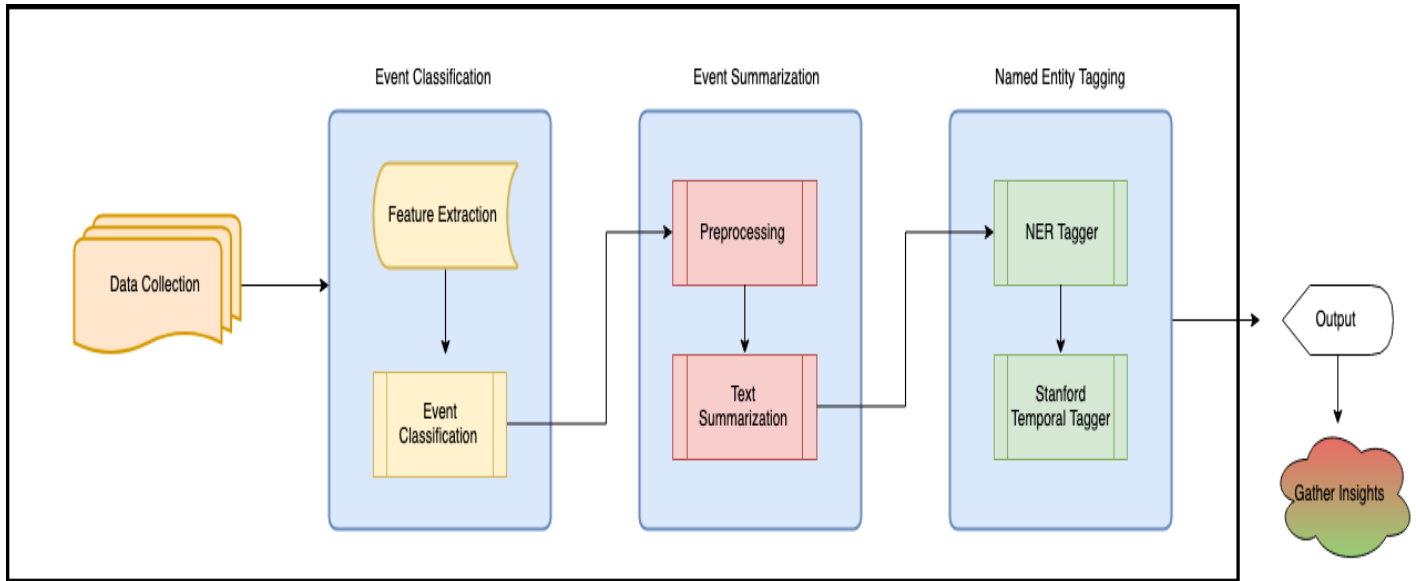 Event Classification
Event Summarization
Named Entity Tagging
Data Collection
Feature Extraction
Event
Classification
Preprocessing
Text
Summarization
NER Tagger
Stanford
Temporal Tagger
Output
Gather Insights